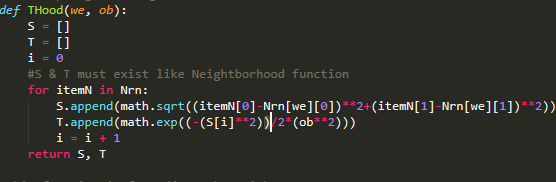 def THood(we, ob):
S = []
T = []
i = 0
#S & T must exist like Neightborhood function
for itemN in Nrn:
S.append(math.sqrt((itemN[0]-Nrn[we][0])**2+(itemN[1]-Nrn[we][1])**2))
T.append(math.exp((-(S[i]**2))/2*(ob**2)))
i = i + 1
return S, T